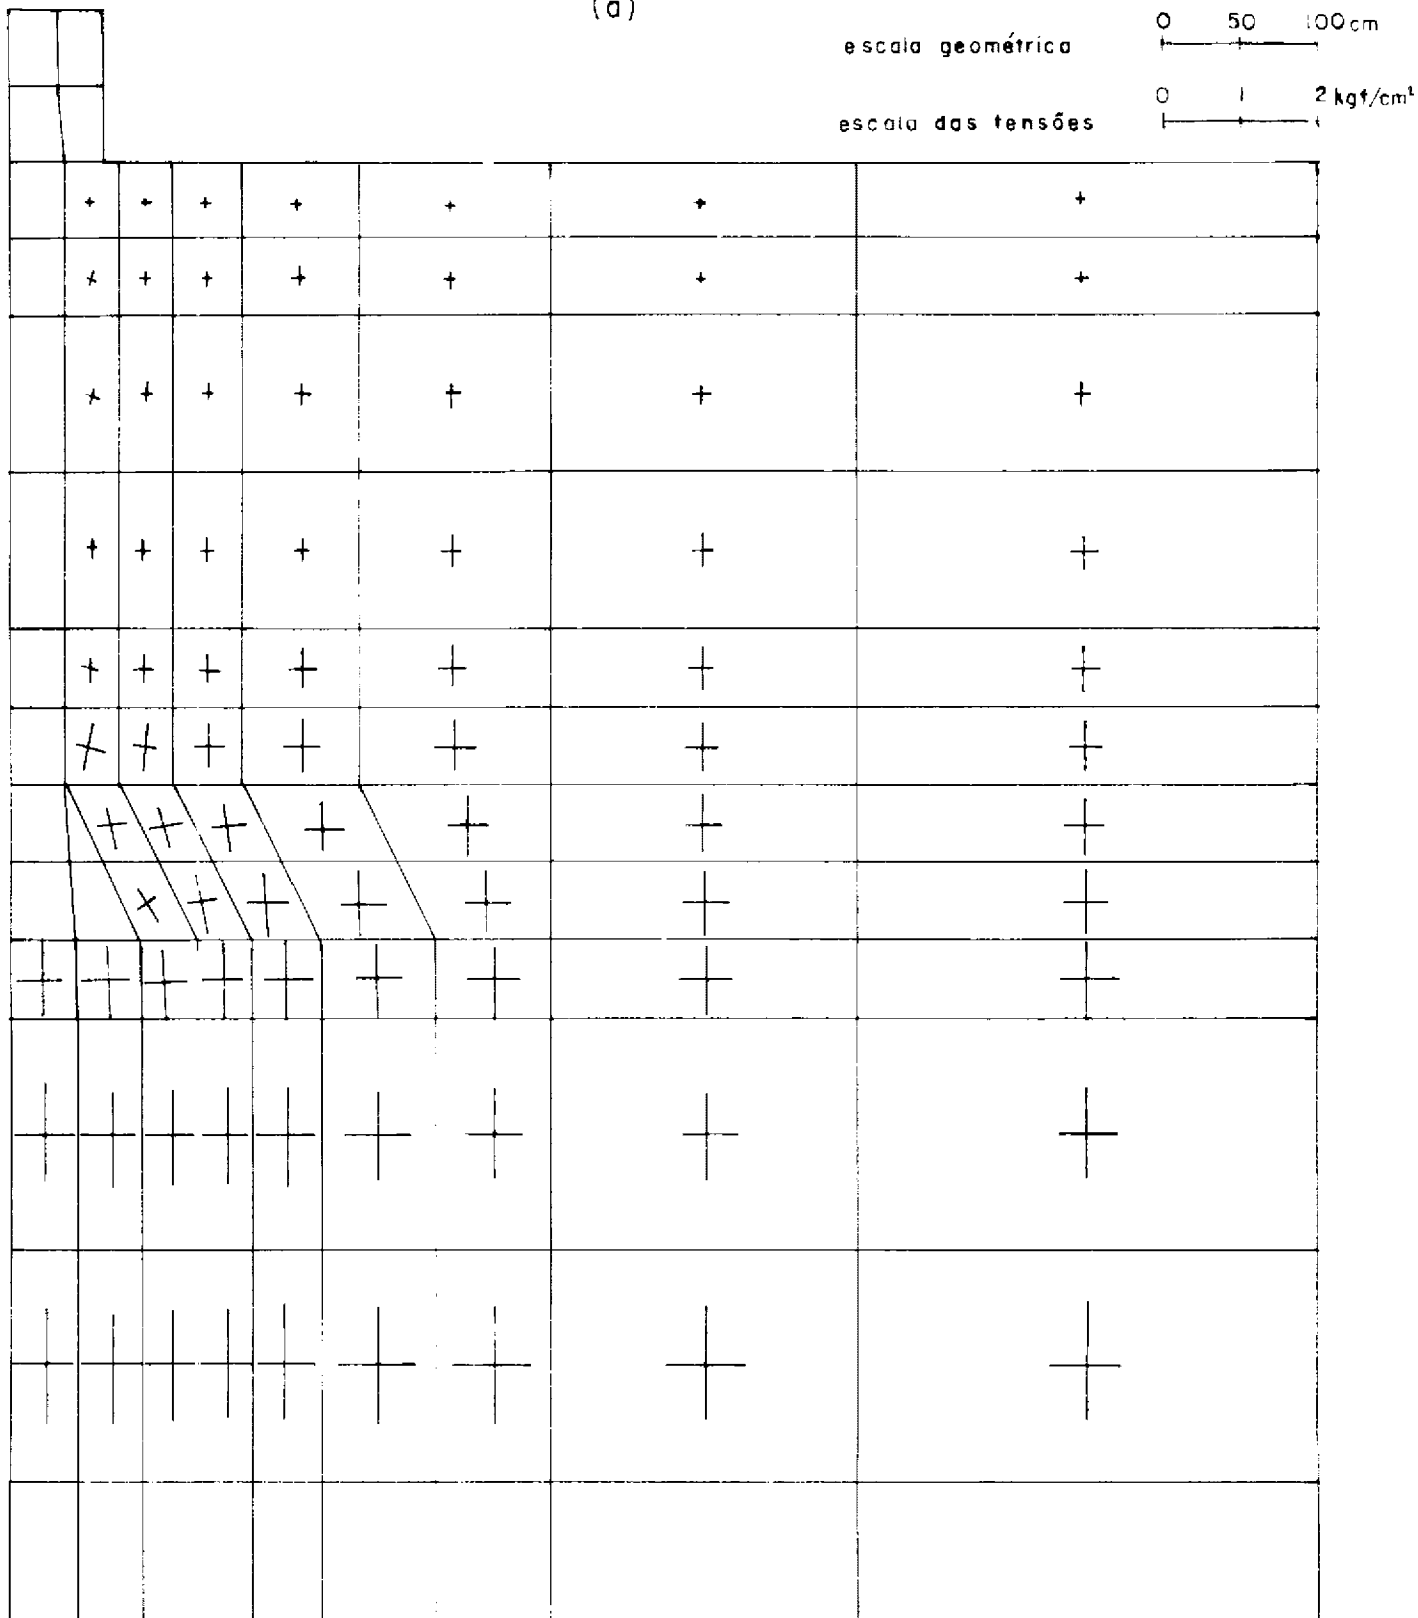 (a)
0 50 100 cm
escala geométrica
0 1 2 kgf/cm²
escala das tensões